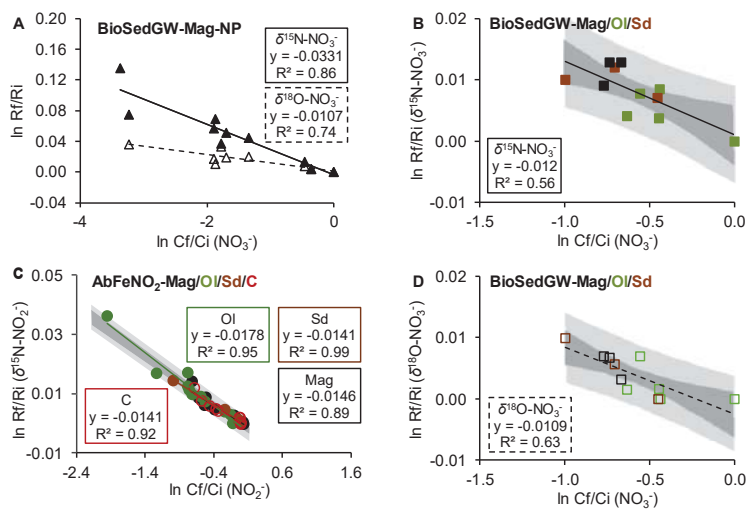 A
BioSedGW-Mag-NP
ln Rf/Ri
0.16
0.12
0.08
0.04
0.00
-0.04
δ¹⁵N-NO₃⁻
y = -0.0331
R² = 0.86
δ¹⁸O-NO₃⁻
y = -0.0107
R² = 0.74
-4
-2
0
ln Cf/Ci (NO₃⁻)
B
BioSedGW-Mag/Ol/Sd
ln Rf/Ri (δ¹⁵N-NO₃⁻)
0.02
0.01
0.00
-0.01
δ¹⁵N-NO₃⁻
y = -0.012
R² = 0.56
-1.5
-1.0
-0.5
0.0
ln Cf/Ci (NO₃⁻)
C
AbFeNO₂-Mag/Ol/Sd/C
ln Rf/Ri (δ¹⁵N-NO₂⁻)
0.05
0.03
0.01
-0.01
Ol
y = -0.0178
R² = 0.95
Sd
y = -0.0141
R² = 0.99
C
y = -0.0141
R² = 0.92
Mag
y = -0.0146
R² = 0.89
-2.4
-1.4
-0.4
0.6
1.6
ln Cf/Ci (NO₂⁻)
D
BioSedGW-Mag/Ol/Sd
ln Rf/Ri (δ¹⁸O-NO₃⁻)
0.02
0.01
0.00
-0.01
δ¹⁸O-NO₃⁻
y = -0.0109
R² = 0.63
-1.5
-1.0
-0.5
0.0
ln Cf/Ci (NO₃⁻)